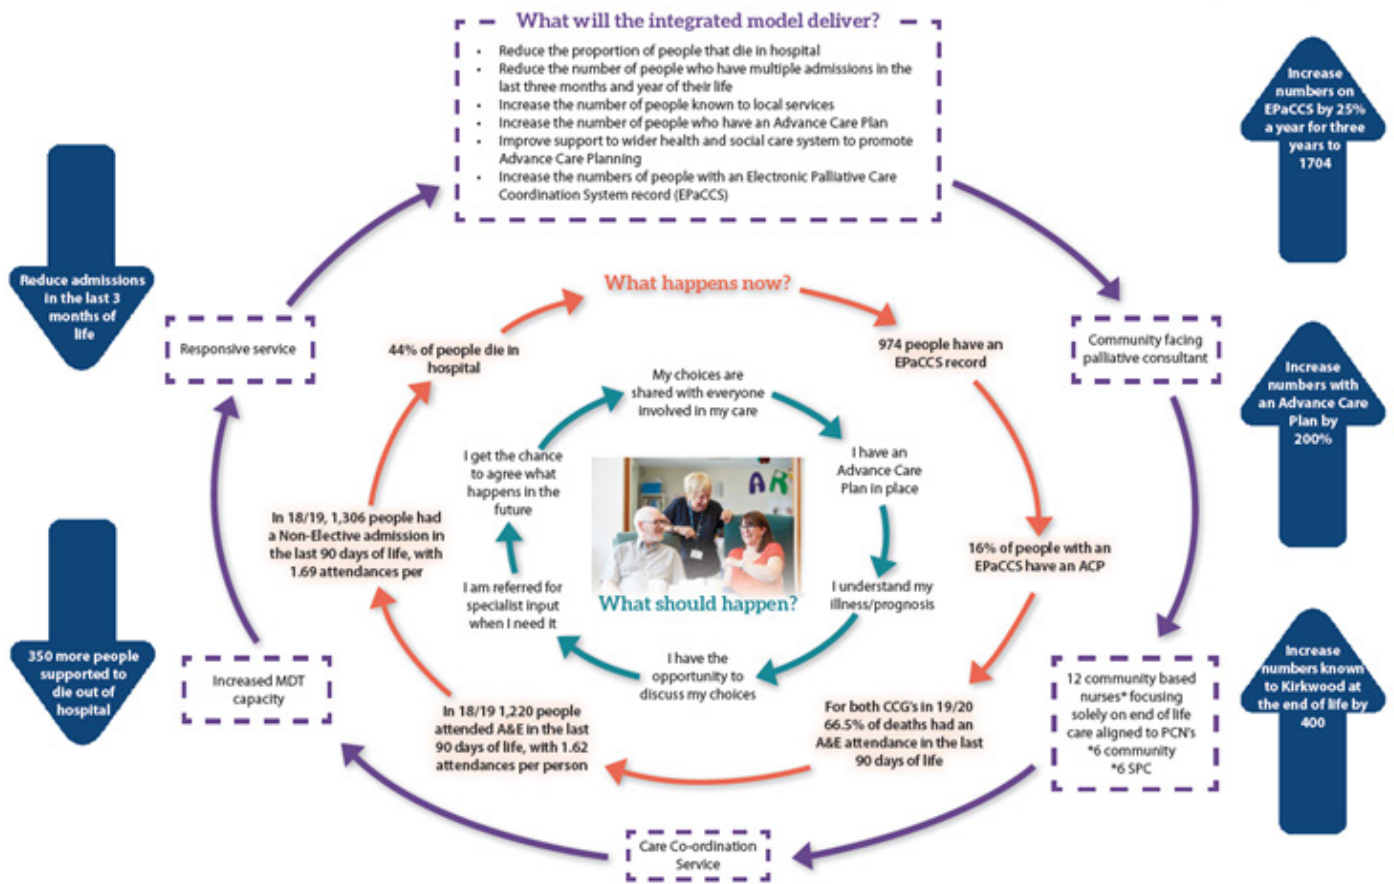 What will the integrated model deliver?
• Reduce the proportion of people that die in hospital
• Reduce the number of people who have multiple admissions in the
last three months and year of their life
• Increase the number of people known to local services
• Increase the number of people who have an Advance Care Plan
• Improve support to wider health and social care system to promote
Advance Care Planning
• Increase the numbers of people with an Electronic Palliative Care
Coordination System record (EPaCCS)
Increase
numbers on
EPaCCS by 25%
a year for three
years to
1704
Reduce admissions
in the last 3
months of
life
Responsive service
Community facing
palliative consultant
Increase
numbers with
an Advance Care
Plan by
200%
What happens now?
974 people have an
EPaCCS record
16% of people with an
EPaCCS have an ACP
For both CCG's in 19/20
66.5% of deaths had an
A&E attendance in the last
90 days of life
In 18/19 1,220 people
attended A&E in the last
90 days of life, with 1.62
attendances per person
In 18/19, 1,306 people had
a Non-Elective admission in
the last 90 days of life, with
1.69 attendances per
44% of people die in
hospital
My choices are
shared with everyone
involved in my care
I have an
Advance Care
Plan in place
I understand my
illness/prognosis
I have the
opportunity to
discuss my choices
I am referred for
specialist input
when I need it
I get the chance
to agree what
happens in the
future
What should happen?
350 more people
supported to
die out of
hospital
Increased MDT
capacity
12 community based
nurses* focusing
solely on end of life
care aligned to PCN's
*6 community
*6 SPC
Increase
numbers known
to Kirkwood at
the end of life by
400
Care Co-ordination
Service